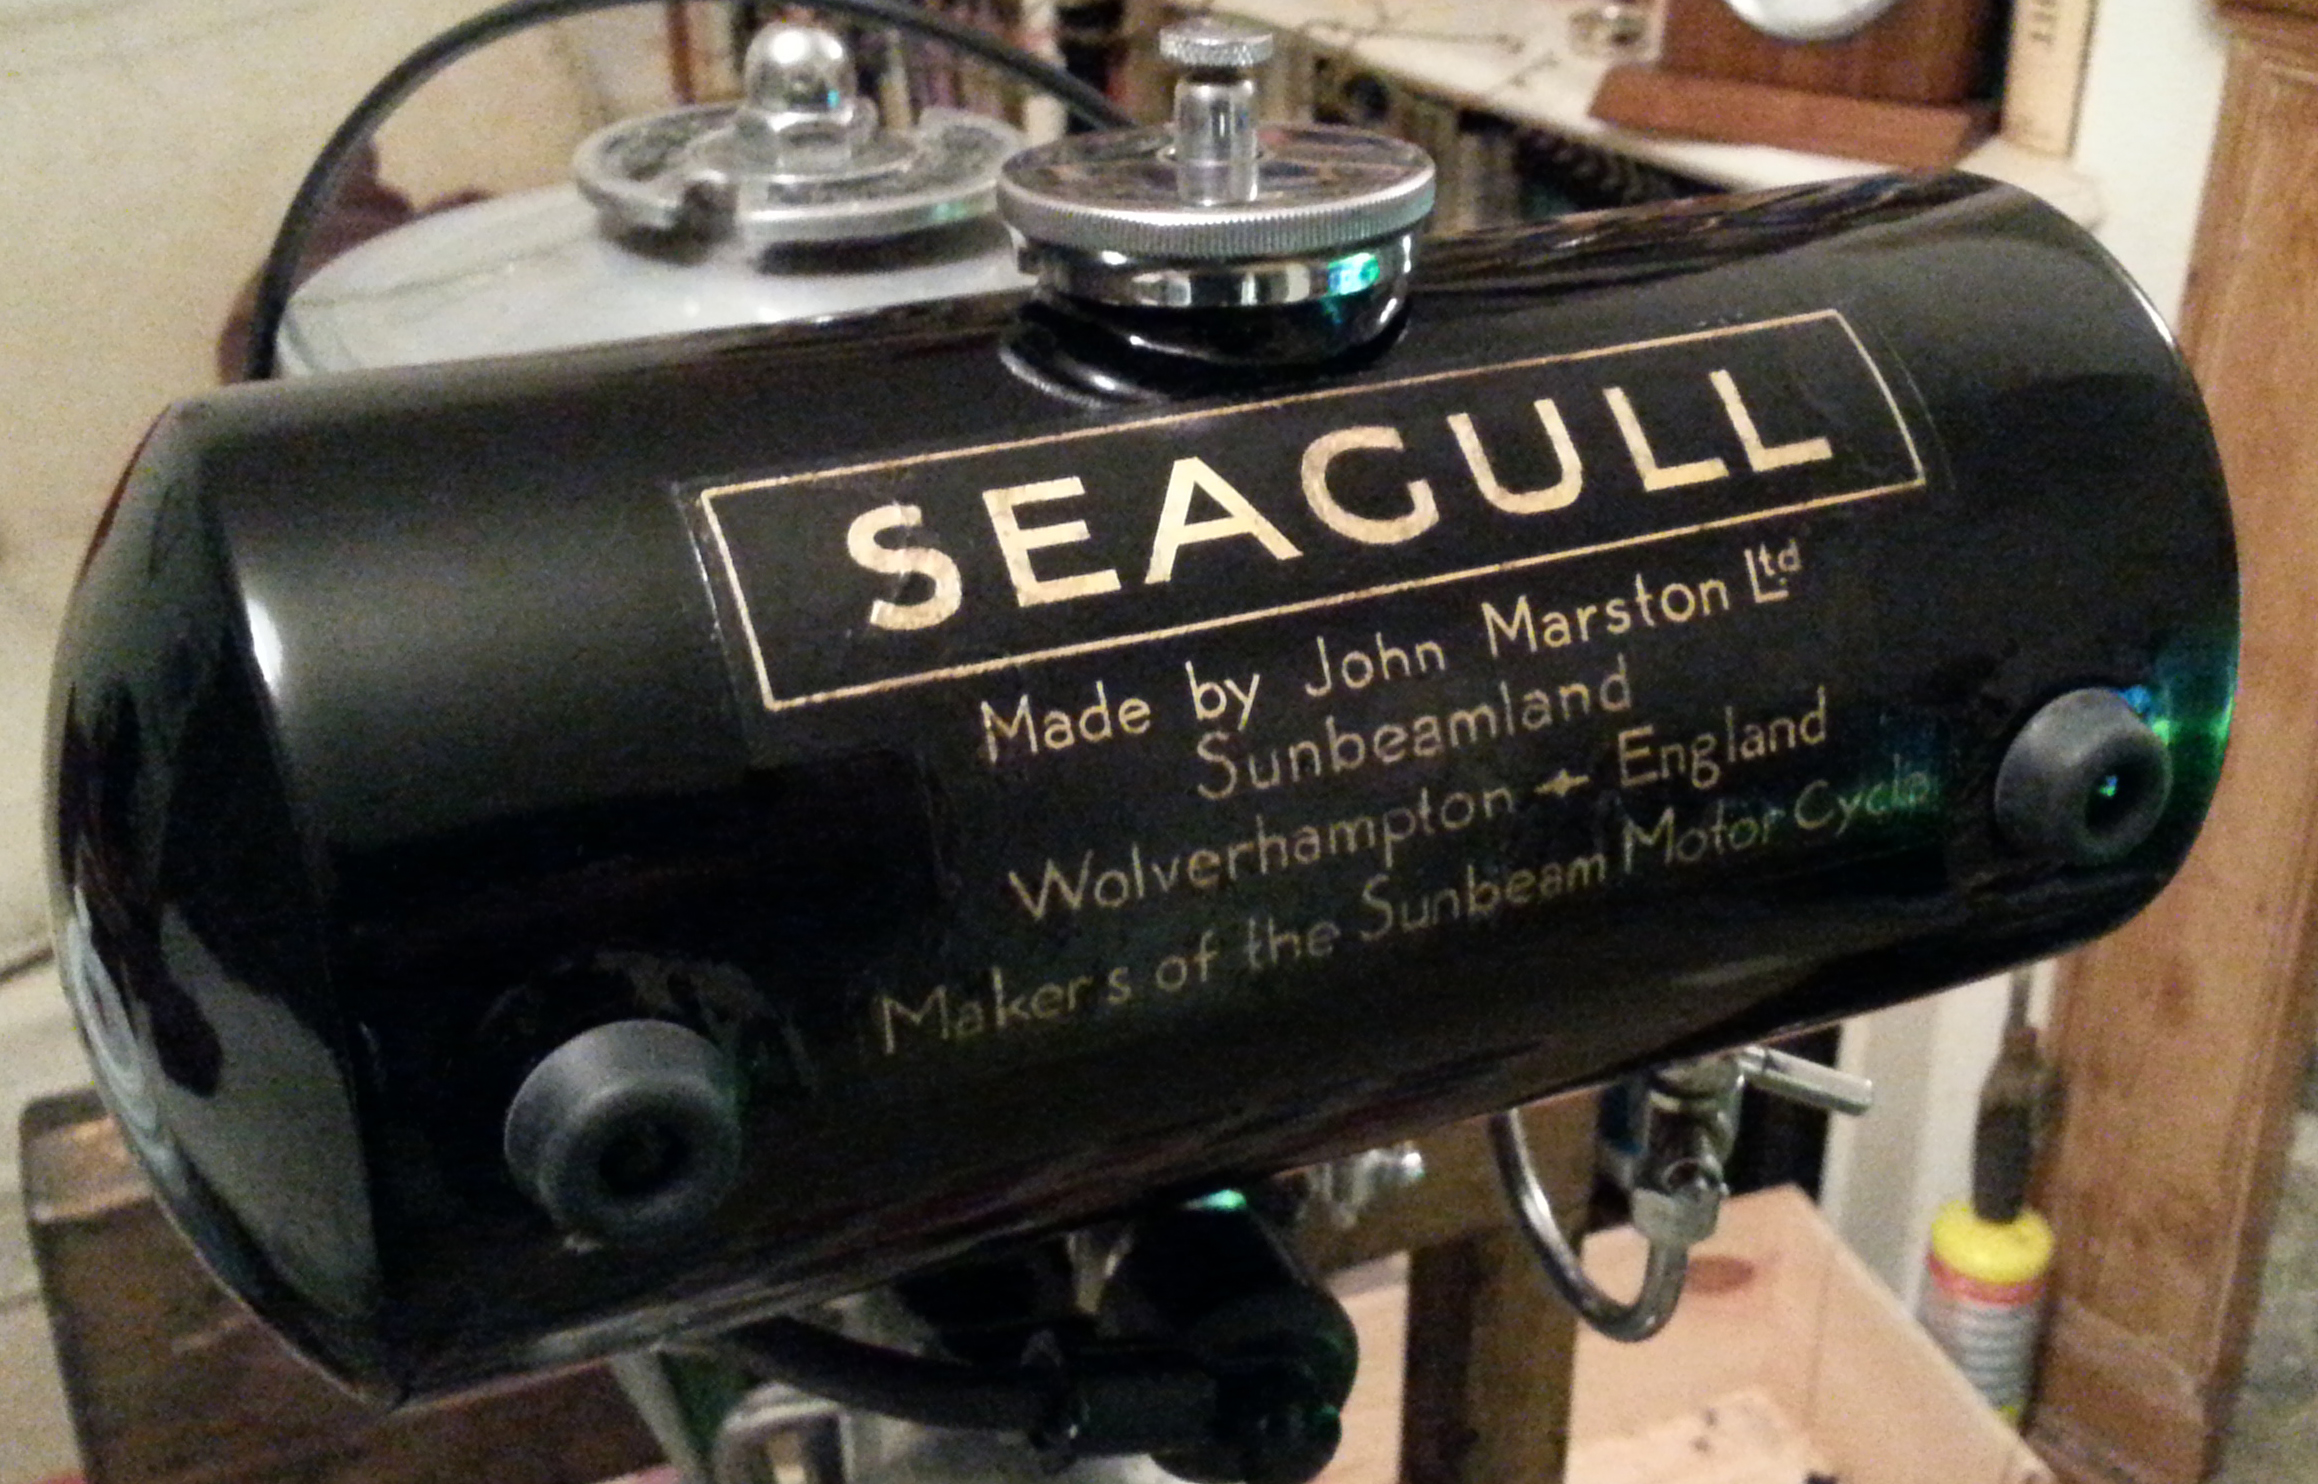 SEAGULL
Made by John Marston Ltd
Sunbeamland
Wolverhampton ✦ England
Makers of the Sunbeam Motor Cycle